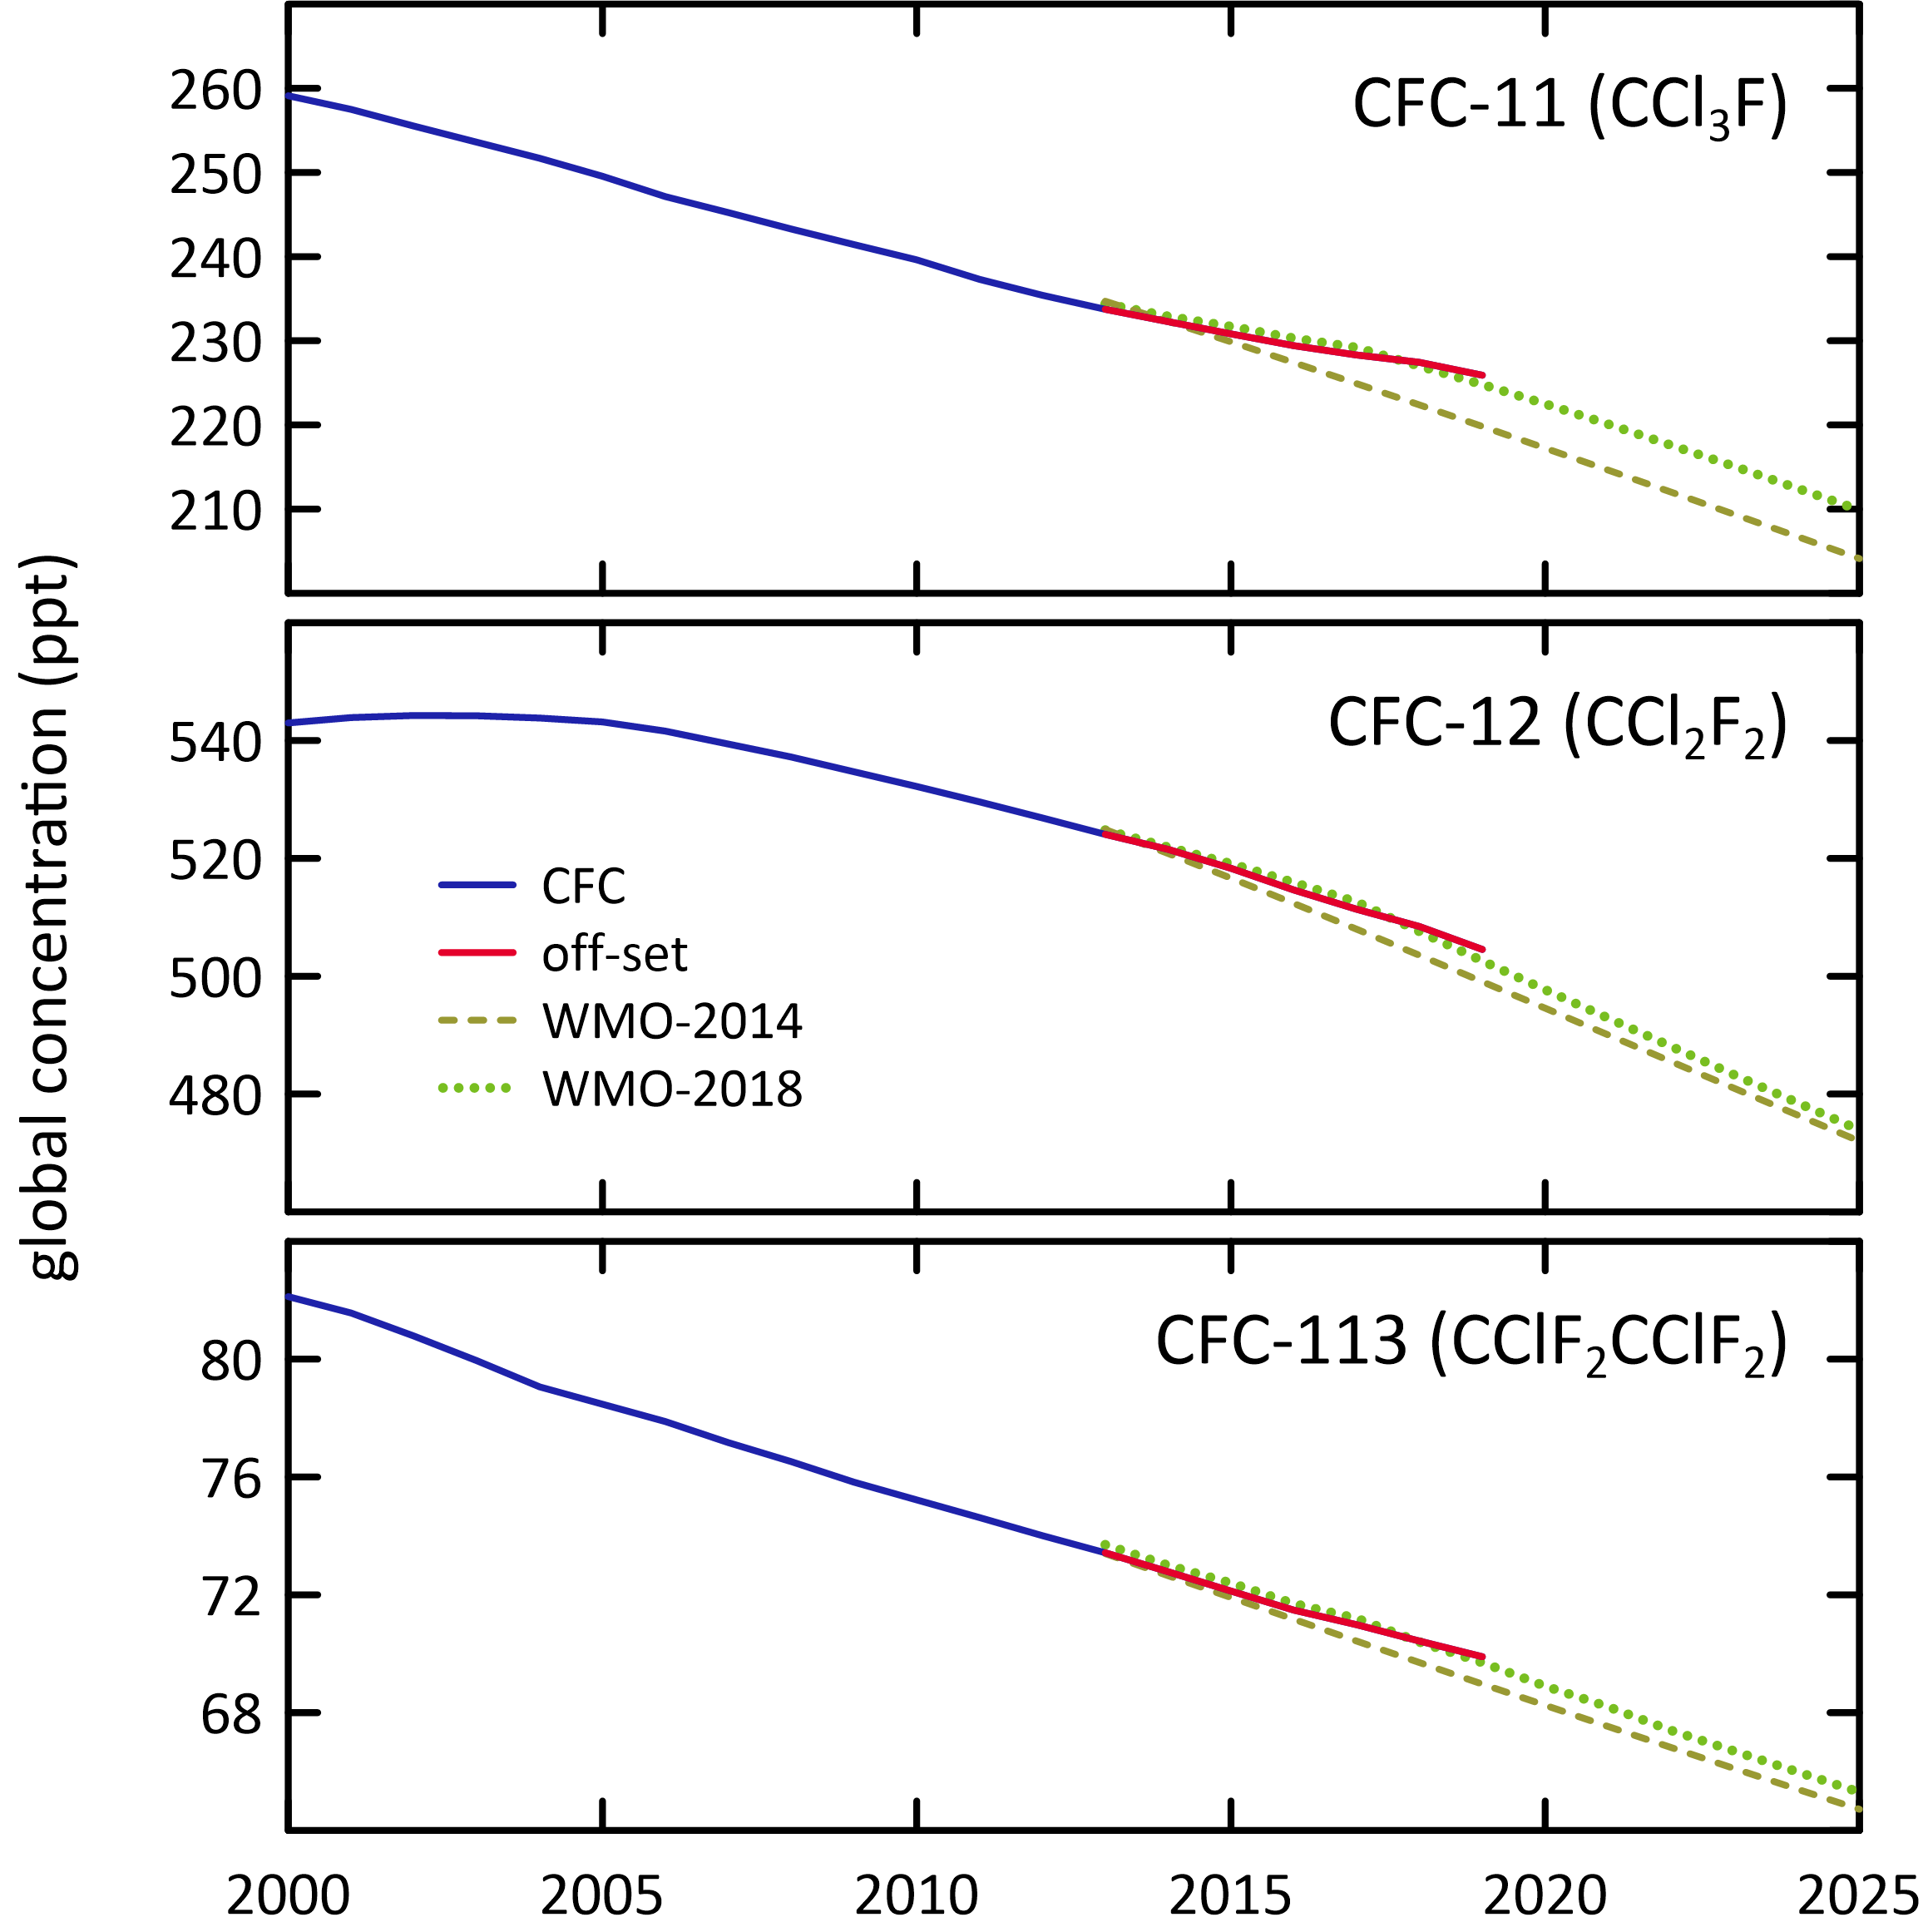 global concentration (ppt)
CFC-11 (CCl₃F)
260
250
240
230
220
210
CFC-12 (CCl₂F₂)
540
520
500
480
CFC
off-set
WMO-2014
WMO-2018
CFC-113 (CClF₂CClF₂)
80
76
72
68
2000 2005 2010 2015 2020 2025